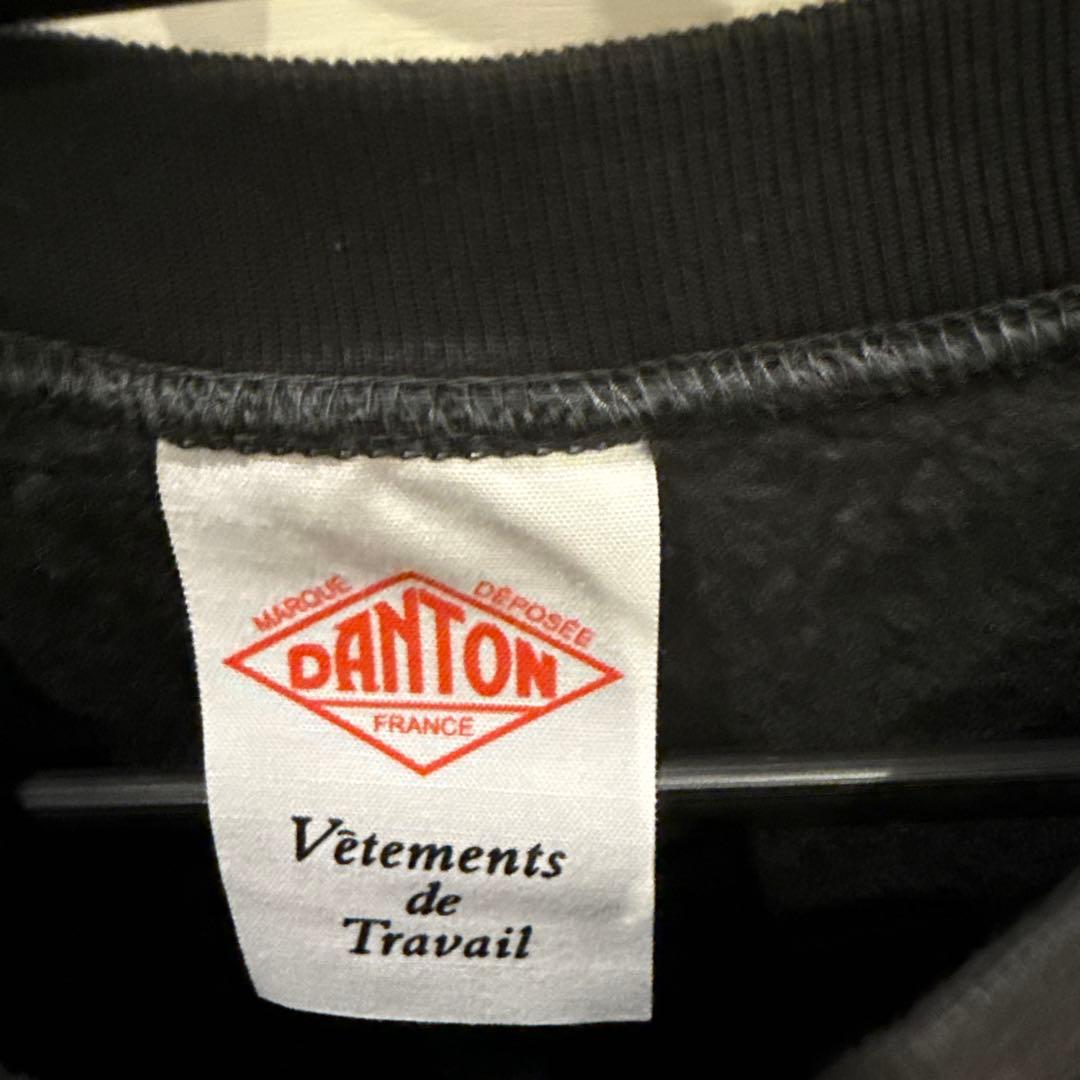 MARQUE DÉPOSÉE
DANTON
FRANCE
Vêtements
de
Travail